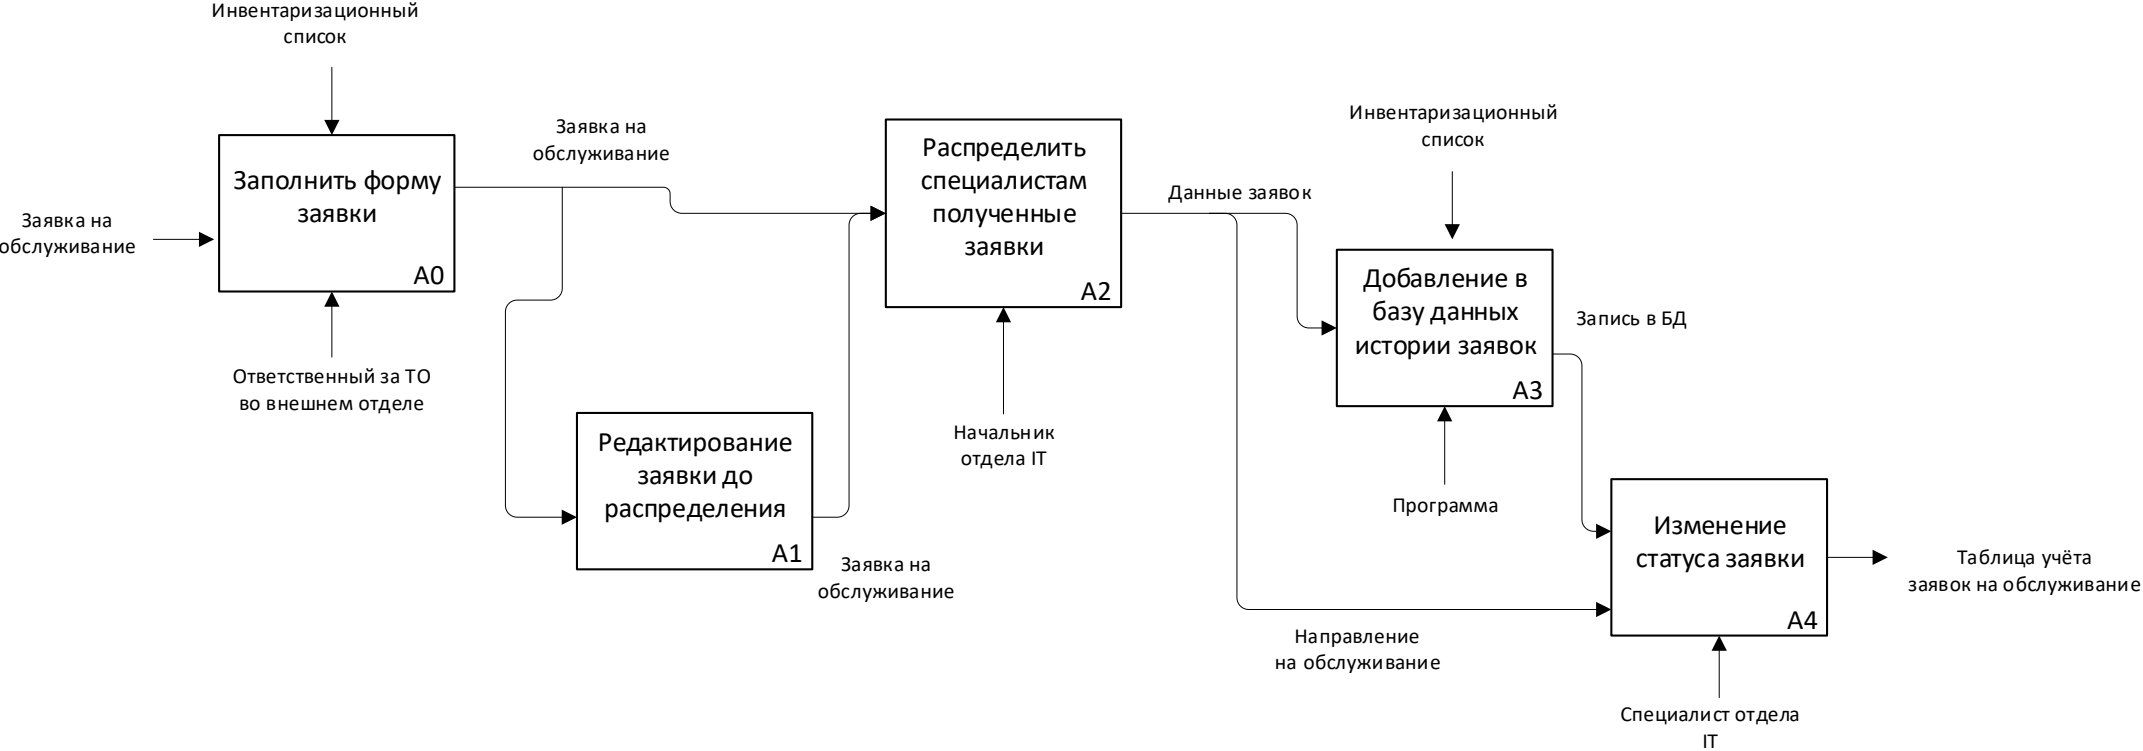 Инвентаризационный
список
Заявка на
обслуживание
Заполнить форму
заявки
A0
Ответственный за ТО
во внешнем отделе
Заявка на
обслуживание
Редактирование
заявки до
распределения
A1
Заявка на
обслуживание
Распределить
специалистам
полученные
заявки
A2
Начальник
отдела IT
Данные заявок
Инвентаризационный
список
Добавление в
базу данных
истории заявок
A3
Программа
Запись в БД
Направление
на обслуживание
Изменение
статуса заявки
A4
Специалист отдела
IT
Таблица учёта
заявок на обслуживание